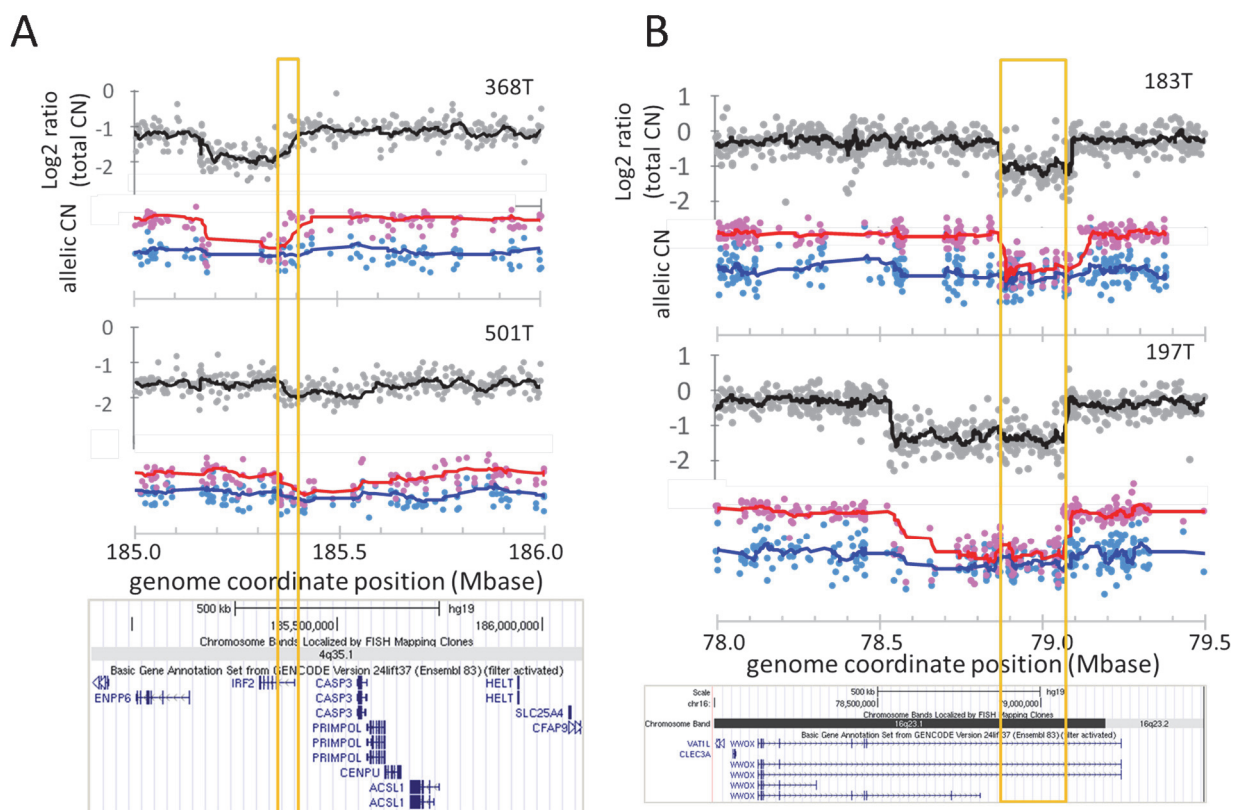 A
368T
Log2 ratio
(total CN)
0
-1
-2
allelic CN
501T
-1
-2
185.0
185.5
186.0
genome coordinate position (Mbase)
500 kb
hg19
185,500,000
186,000,000
Chromosome Bands Localized by FISH Mapping Clones
4q35.1
Basic Gene Annotation Set from GENCODE Version 24lift37 (Ensembl 83) (filter activated)
IRF2
CASP3
HELT
ENPP6
CASP3
HELT
CASP3
SLC25A4
PRIMPOL
CFAP9
PRIMPOL
PRIMPOL
CENPU
ACSL1
ACSL1
B
183T
Log2 ratio
(total CN)
1
0
-1
-2
allelic CN
197T
1
0
-1
-2
78.0
78.5
79.0
79.5
genome coordinate position (Mbase)
Scale
500 kb
hg19
chr16:
78,500,000
79,000,000
Chromosome Bands Localized by FISH Mapping Clones
Chromosome Band
16q23.1
16q23.2
Basic Gene Annotation Set from GENCODE Version 24lift37 (Ensembl 83) (filter activated)
VAT1L
WWOX
CLEC3A
WWOX
WWOX
WWOX
WWOX